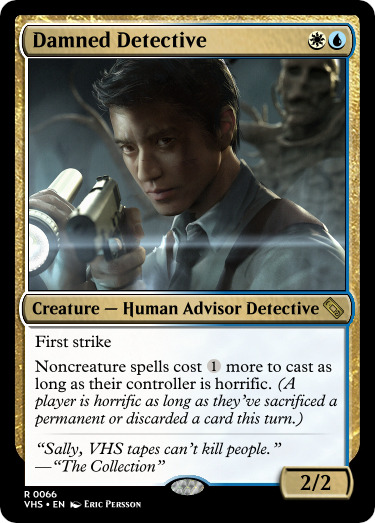 Damned Detective
Creature — Human Advisor Detective
First strike
Noncreature spells cost 1 more to cast as
long as their controller is horrific. (A
player is horrific as long as they’ve sacrificed a
permanent or discarded a card this turn.)
“Sally, VHS tapes can’t kill people.”
—“The Collection”
2/2
R 0066
VHS • EN Eric Persson